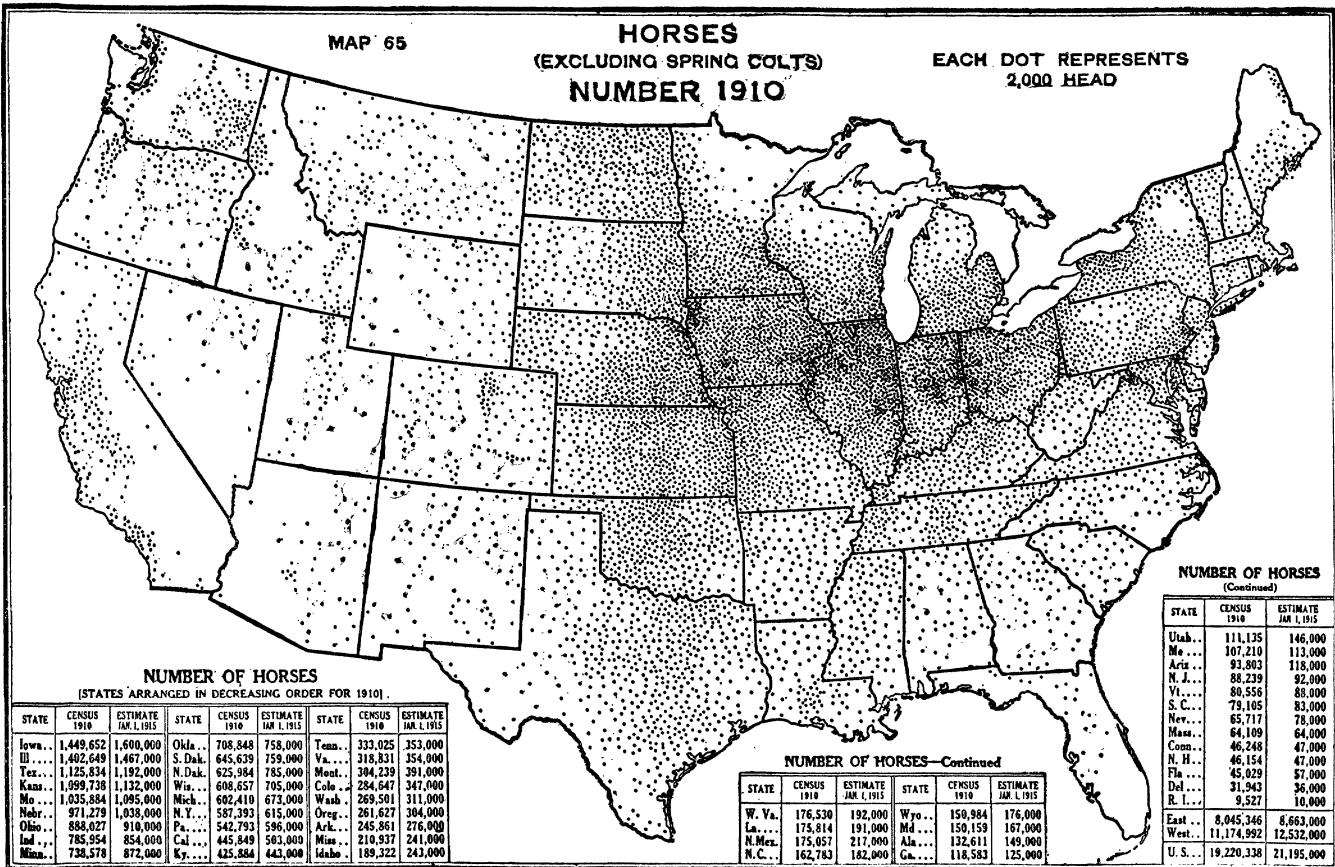 MAP 65
HORSES
(EXCLUDING SPRING COLTS)
NUMBER 1910
EACH DOT REPRESENTS
2,000 HEAD
NUMBER OF HORSES
[STATES ARRANGED IN DECREASING ORDER FOR 1910].
STATE CENSUS 1910 ESTIMATE JAN. 1, 1915 STATE CENSUS 1910 ESTIMATE JAN. 1, 1915 STATE CENSUS 1910 ESTIMATE JAN. 1, 1915
Iowa.. 1,449,652 1,600,000 Okla.. 708,848 758,000 Tenn.. 333,025 353,000
Ill... 1,402,649 1,467,000 S. Dak. 645,639 759,000 Va.... 318,831 354,000
Tex... 1,125,834 1,192,000 N. Dak. 625,984 785,000 Mont.. 304,239 391,000
Kans.. 1,099,738 1,132,000 Wis... 608,657 705,000 Colo.. 284,647 347,000
Mo... 1,035,884 1,095,000 Mich.. 602,410 673,000 Wash. 269,501 311,000
Nebr.. 971,279 1,038,000 N.Y... 587,393 615,000 Oreg.. 261,627 304,000
Ohio.. 888,027 910,000 Pa.... 542,793 596,000 Ark... 245,861 276,000
Ind... 785,954 854,000 Cal... 445,849 503,000 Miss.. 210,937 241,000
Minn.. 738,578 872,000 Ky.... 425,884 443,000 Idaho. 189,322 243,000
NUMBER OF HORSES—Continued
STATE CENSUS 1910 ESTIMATE JAN. 1, 1915 STATE CENSUS 1910 ESTIMATE JAN. 1, 1915
W. Va. 176,530 192,000 Wyo.. 150,984 176,000
La.... 175,814 191,000 Md... 150,159 167,000
N.Mex. 175,057 217,000 Ala... 132,611 149,000
N.C... 162,783 182,000 Ga... 118,583 125,000
NUMBER OF HORSES
(Continued)
STATE CENSUS 1910 ESTIMATE JAN 1, 1915
Utah.. 111,135 146,000
Me... 107,210 113,000
Ariz.. 93,803 118,000
N. J... 88,239 92,000
Vt.... 80,556 88,000
S. C... 79,105 83,000
Nev... 65,717 78,000
Mass.. 64,109 64,000
Conn.. 46,248 47,000
N. H.. 46,154 47,000
Fla... 45,029 57,000
Del... 31,943 36,000
R. I... 9,527 10,000
East.. 8,045,346 8,663,000
West.. 11,174,992 12,532,000
U. S... 19,220,338 21,195,000